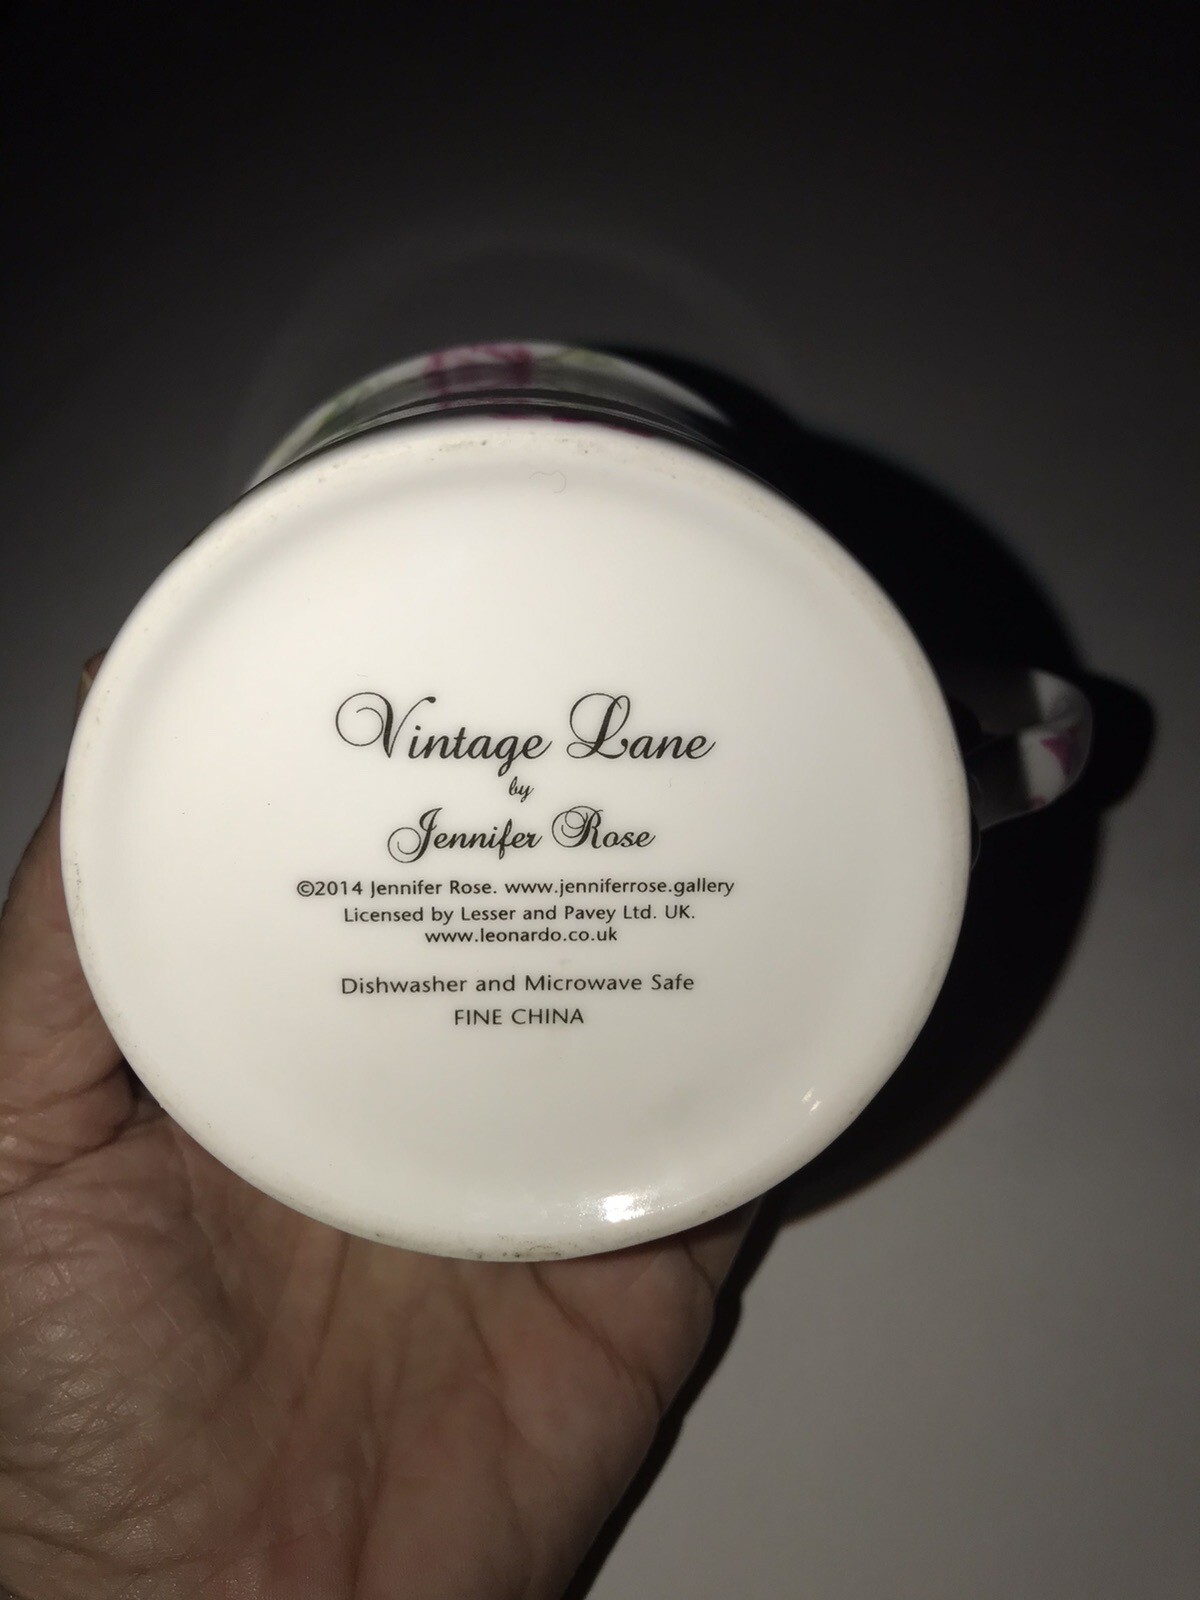 Vintage Lane
by
Jennifer Rose
©2014 Jennifer Rose. www.jenniferrose.gallery
Licensed by Lesser and Pavey Ltd. UK.
www.leonardo.co.uk
Dishwasher and Microwave Safe
FINE CHINA